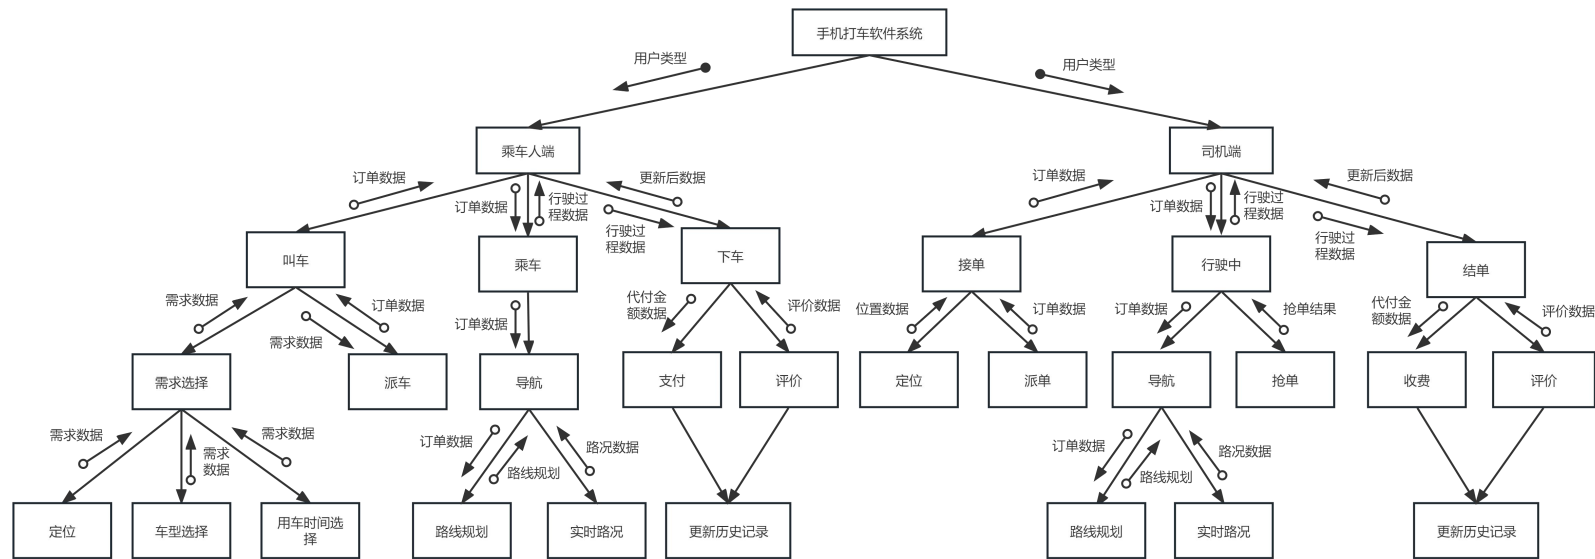 手机打车软件系统
用户类型
用户类型
乘车人端
司机端
订单数据
订单数据
行驶过
程数据
更新后数据
行驶过
程数据
订单数据
订单数据
行驶过
程数据
更新后数据
行驶过
程数据
叫车
乘车
下车
接单
行驶中
结单
需求数据
订单数据
需求数据
订单数据
代付金
额数据
评价数据
位置数据
订单数据
订单数据
抢单结果
代付金
额数据
评价数据
需求选择
派车
导航
支付
评价
定位
派单
导航
抢单
收费
评价
需求数据
需求
数据
需求数据
订单数据
路线规划
路况数据
订单数据
路线规划
路况数据
定位
车型选择
用车时间选
择
路线规划
实时路况
更新历史记录
路线规划
实时路况
更新历史记录